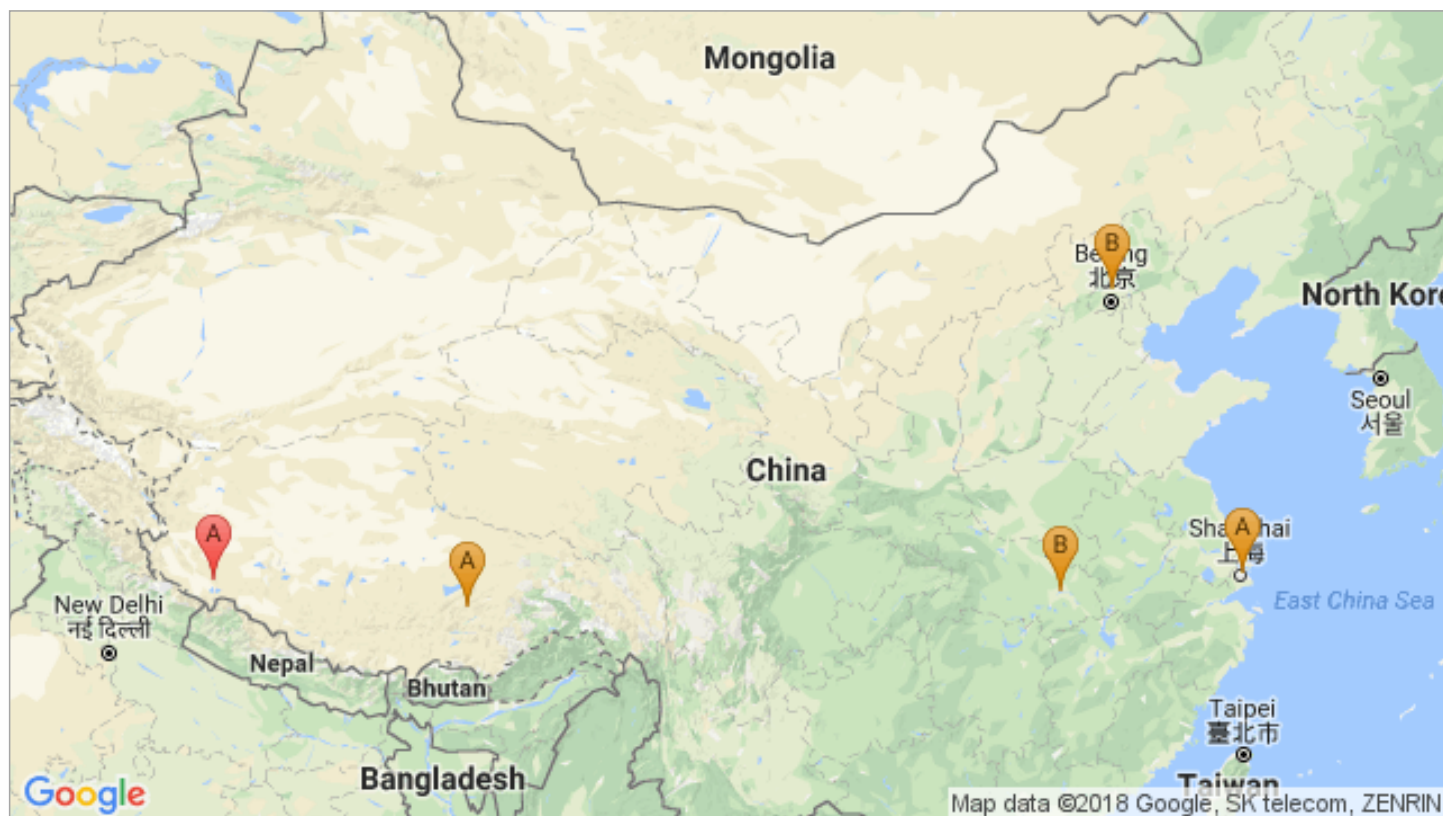 Mongolia
B
Beijing
北京
North Kore
Seoul
서울
China
A
A
B
A
Shanghai
上海
New Delhi
नई दिल्ली
East China Sea
Nepal
Bhutan
Taipei
臺北市
Bangladesh
Taiwan
Google
Map data ©2018 Google, SK telecom, ZENRIN